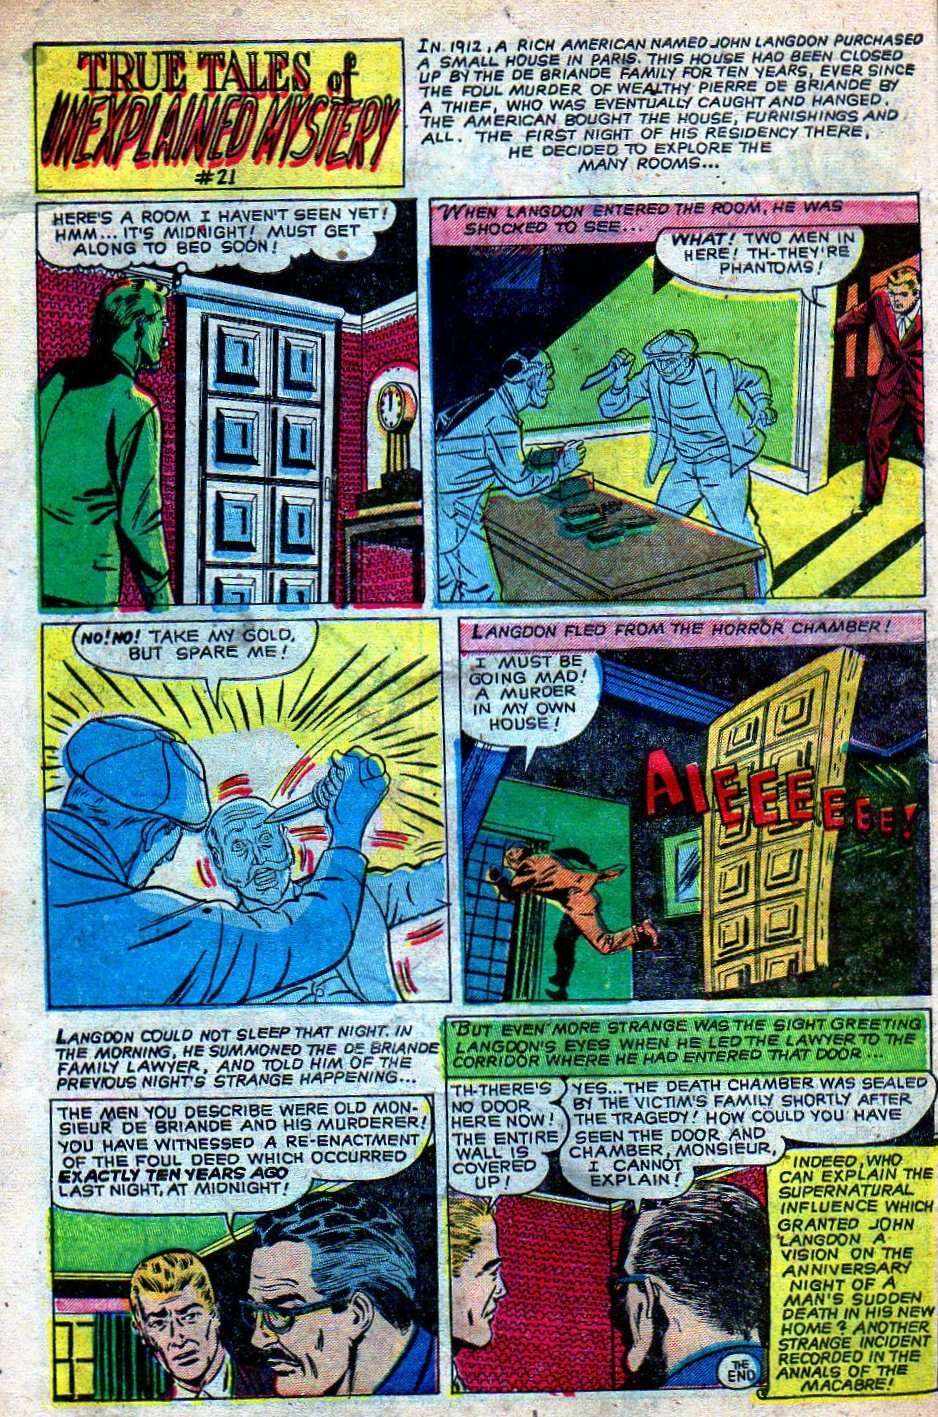 TRUE TALES of
UNEXPLAINED MYSTERY
#21
IN 1912, A RICH AMERICAN NAMED JOHN LANGDON PURCHASED
A SMALL HOUSE IN PARIS. THIS HOUSE HAD BEEN CLOSED
UP BY THE DE BRIANDE FAMILY FOR TEN YEARS, EVER SINCE
THE FOUL MURDER OF WEALTHY PIERRE DE BRIANDE BY
A THIEF, WHO WAS EVENTUALLY CAUGHT AND HANGED.
THE AMERICAN BOUGHT THE HOUSE, FURNISHINGS AND
ALL. THE FIRST NIGHT OF HIS RESIDENCY THERE,
HE DECIDED TO EXPLORE THE
MANY ROOMS...
HERE'S A ROOM I HAVEN'T SEEN YET!
HMM... IT'S MIDNIGHT! MUST GET
ALONG TO BED SOON!
WHEN LANGDON ENTERED THE ROOM, HE WAS
SHOCKED TO SEE...
WHAT! TWO MEN IN
HERE! TH-THEY'RE
PHANTOMS!
NO! NO! TAKE MY GOLD,
BUT SPARE ME!
LANGDON FLED FROM THE HORROR CHAMBER!
I MUST BE
GOING MAD!
A MURDER
IN MY OWN
HOUSE!
AIEEEEEEE!
LANGDON COULD NOT SLEEP THAT NIGHT. IN
THE MORNING, HE SUMMONED THE DE BRIANDE
FAMILY LAWYER, AND TOLD HIM OF THE
PREVIOUS NIGHT'S STRANGE HAPPENING...
THE MEN YOU DESCRIBE WERE OLD MON-
SIEUR DE BRIANDE AND HIS MURDERER!
YOU HAVE WITNESSED A RE-ENACTMENT
OF THE FOUL DEED WHICH OCCURRED
EXACTLY TEN YEARS AGO
LAST NIGHT, AT MIDNIGHT!
BUT EVEN MORE STRANGE WAS THE SIGHT GREETING
LANGDON'S EYES WHEN HE LED THE LAWYER TO THE
CORRIDOR WHERE HE HAD ENTERED THAT DOOR...
TH-THERE'S
NO DOOR
HERE NOW!
THE ENTIRE
WALL IS
COVERED
UP!
YES... THE DEATH CHAMBER WAS SEALED
BY THE VICTIM'S FAMILY SHORTLY AFTER
THE TRAGEDY! HOW COULD YOU HAVE
SEEN THE DOOR AND
CHAMBER, MONSIEUR,
I CANNOT
EXPLAIN!
INDEED, WHO
CAN EXPLAIN THE
SUPERNATURAL
INFLUENCE WHICH
GRANTED JOHN
LANGDON A
VISION ON THE
ANNIVERSARY
NIGHT OF A
MAN'S SUDDEN
DEATH IN HIS NEW
HOME? ANOTHER
STRANGE INCIDENT
RECORDED IN THE
ANNALS OF THE
MACABRE!
THE
END